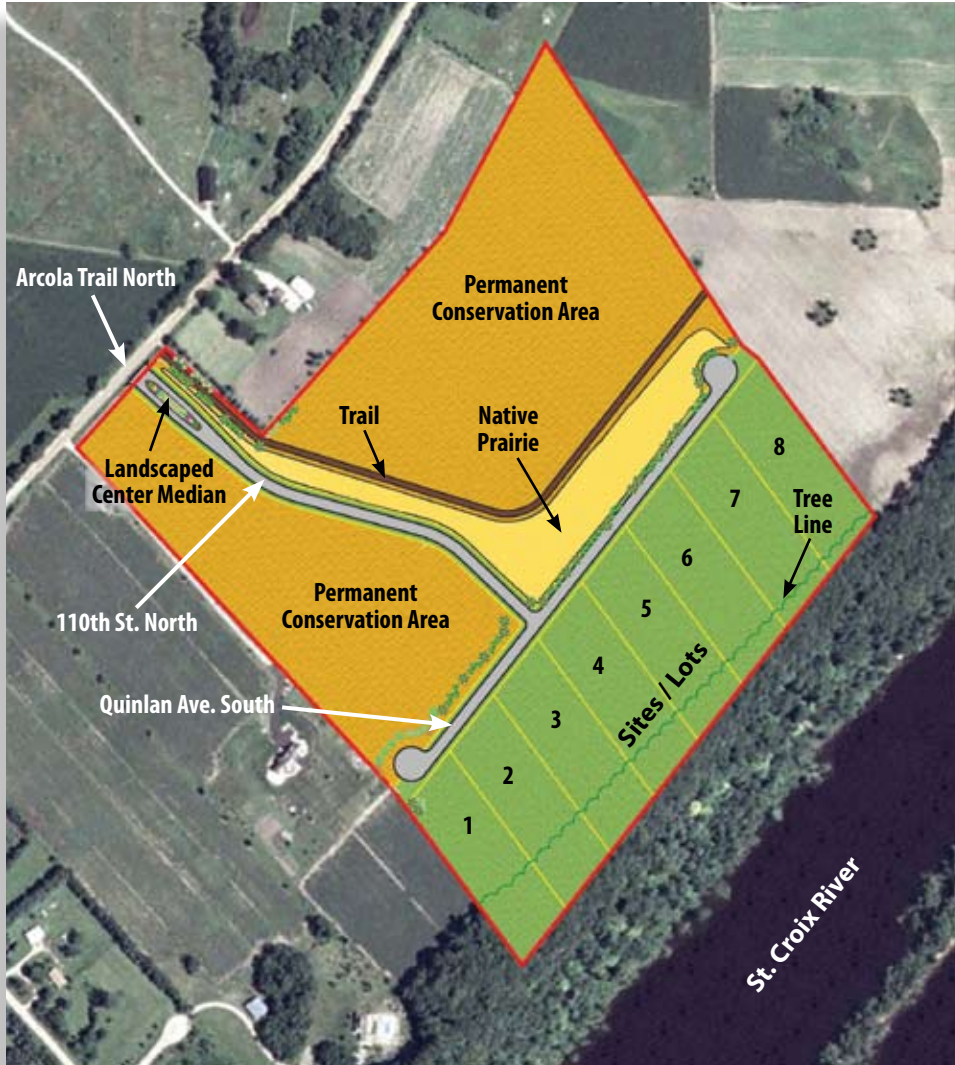 Permanent
Conservation Area
Arcola Trail North
Trail
Native
Prairie
Landscaped
Center Median
8
7
Tree
Line
6
Permanent
Conservation Area
5
110th St. North
4
Sites / Lots
Quinlan Ave. South
3
2
1
St. Croix River